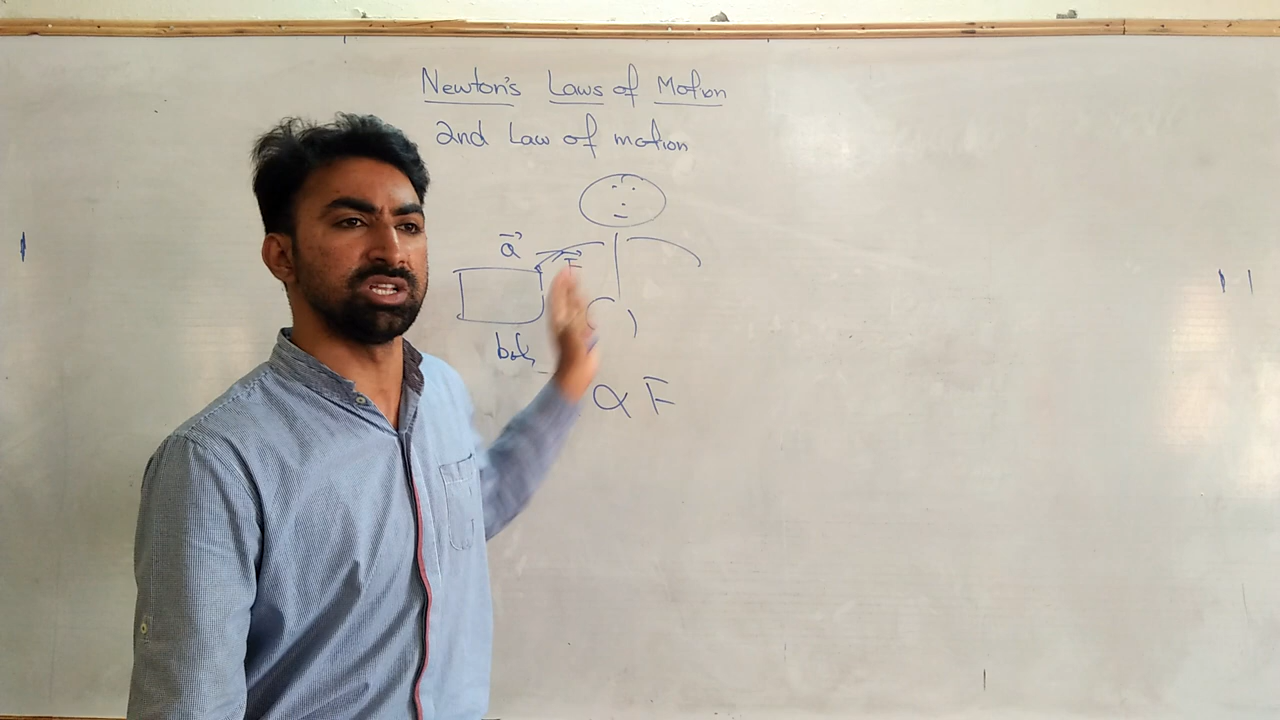 Newton's Laws of Motion
2nd Law of motion
a⃗
F
body
∝ F